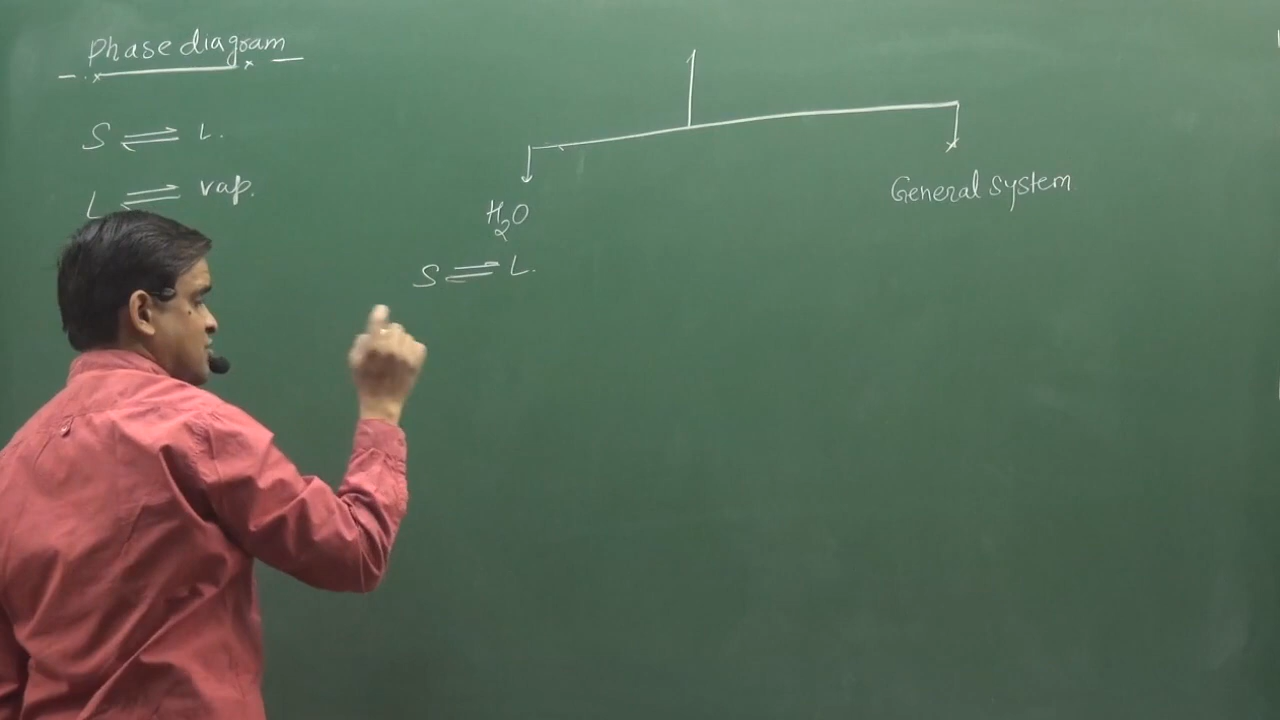 Phase diagram
S ⇌ L.
L ⇌ vap.
H₂O
S ⇌ L.
General system